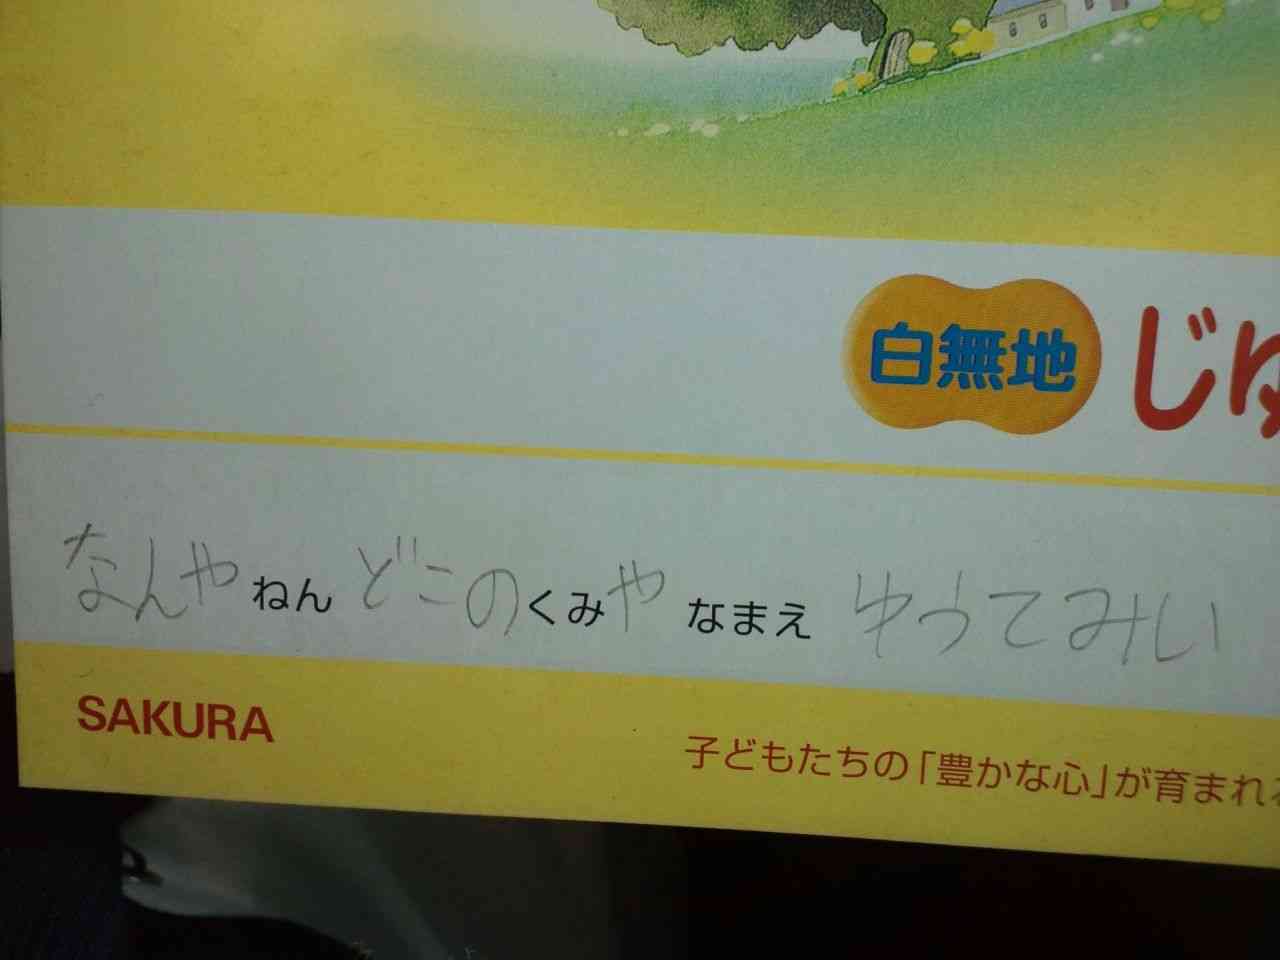 白無地 じゆ
なんやねん どこのくみや なまえ ゆうてみい
SAKURA
子どもたちの「豊かな心」が育まれる